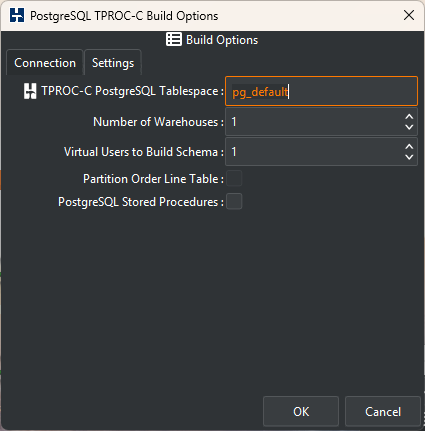 PostgreSQL TPROC-C Build Options
Build Options
Connection Settings
TPROC-C PostgreSQL Tablespace : pg_default
Number of Warehouses : 1
Virtual Users to Build Schema : 1
Partition Order Line Table :
PostgreSQL Stored Procedures :
OK Cancel